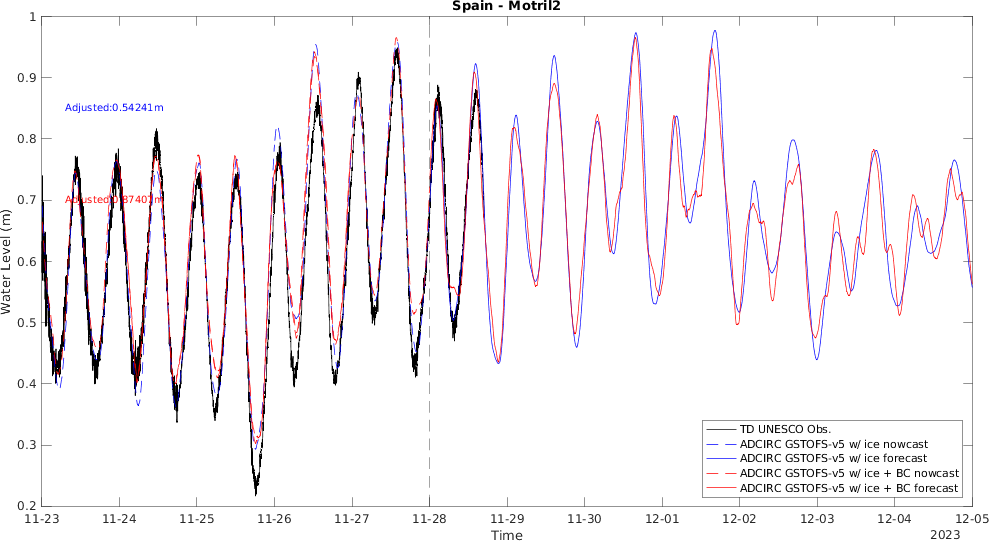 Spain - Motril2
1
0.9
0.8
0.7
0.6
0.5
0.4
0.3
0.2
Water Level (m)
Adjusted:0.54241m
TD UNESCO Obs.
ADCIRC GSTOFS-v5 w/ ice nowcast
ADCIRC GSTOFS-v5 w/ ice forecast
ADCIRC GSTOFS-v5 w/ ice + BC nowcast
ADCIRC GSTOFS-v5 w/ ice + BC forecast
11-23 11-24 11-25 11-26 11-27 11-28 11-29 11-30 12-01 12-02 12-03 12-04 12-05
Time
2023